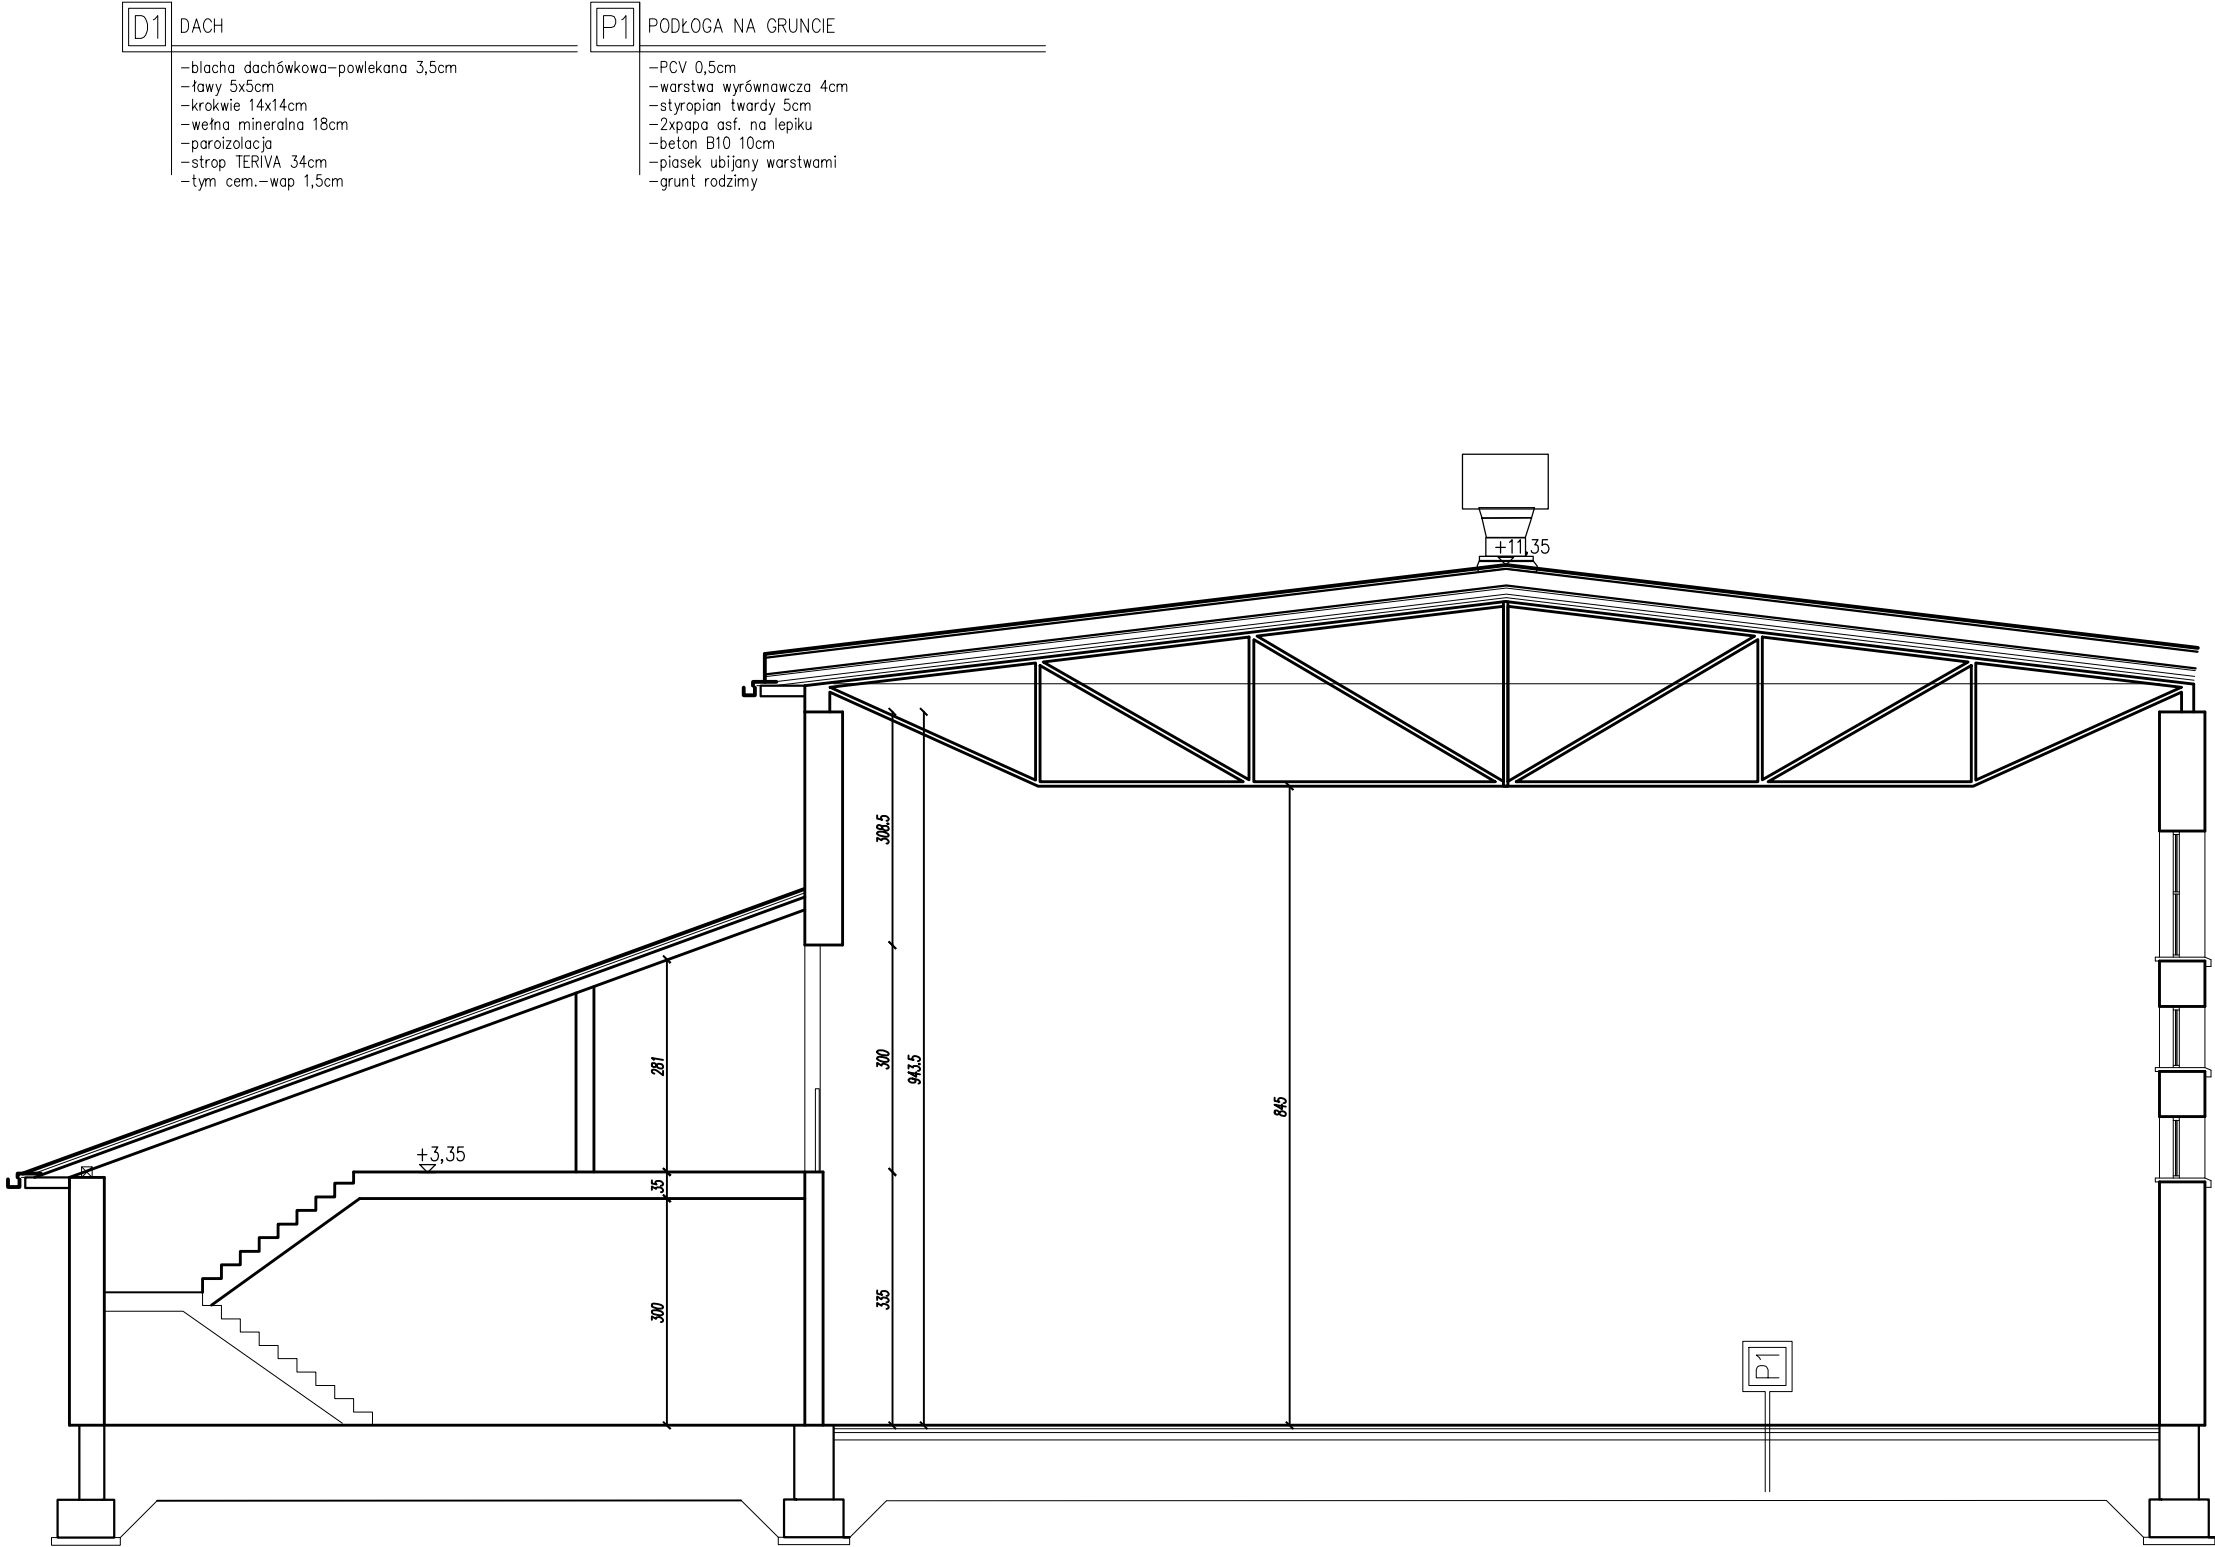 D1 DACH
-blacha dachówkowa-powlekana 3,5cm
-ławy 5x5cm
-krokwie 14x14cm
-wełna mineralna 18cm
-paroizolacja
-strop TERIVA 34cm
-tym cem.-wap 1,5cm
P1 PODŁOGA NA GRUNCIE
-PCV 0,5cm
-warstwa wyrównawcza 4cm
-styropian twardy 5cm
-2xpapa asf. na lepiku
-beton B10 10cm
-piasek ubijany warstwami
-grunt rodzimy
+11,35
308.5
300
943.5
281
845
+3,35
35
335
300
P1